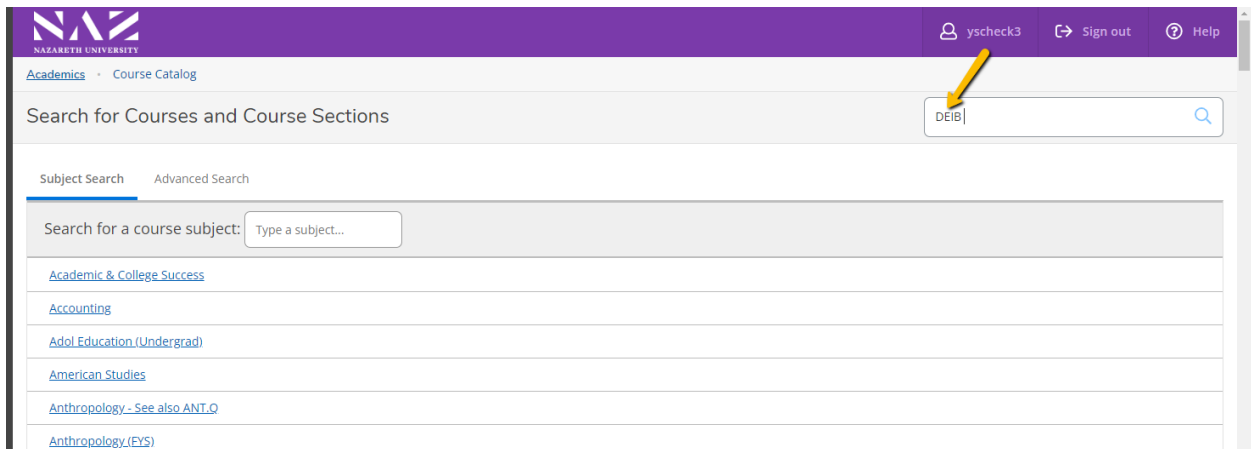 NAZ
NAZARETH UNIVERSITY
yscheck3 Sign out ? Help
Academics · Course Catalog
Search for Courses and Course Sections
DEIB
Subject Search Advanced Search
Search for a course subject: Type a subject...
Academic & College Success
Accounting
Adol Education (Undergrad)
American Studies
Anthropology - See also ANT.Q
Anthropology (FYS)